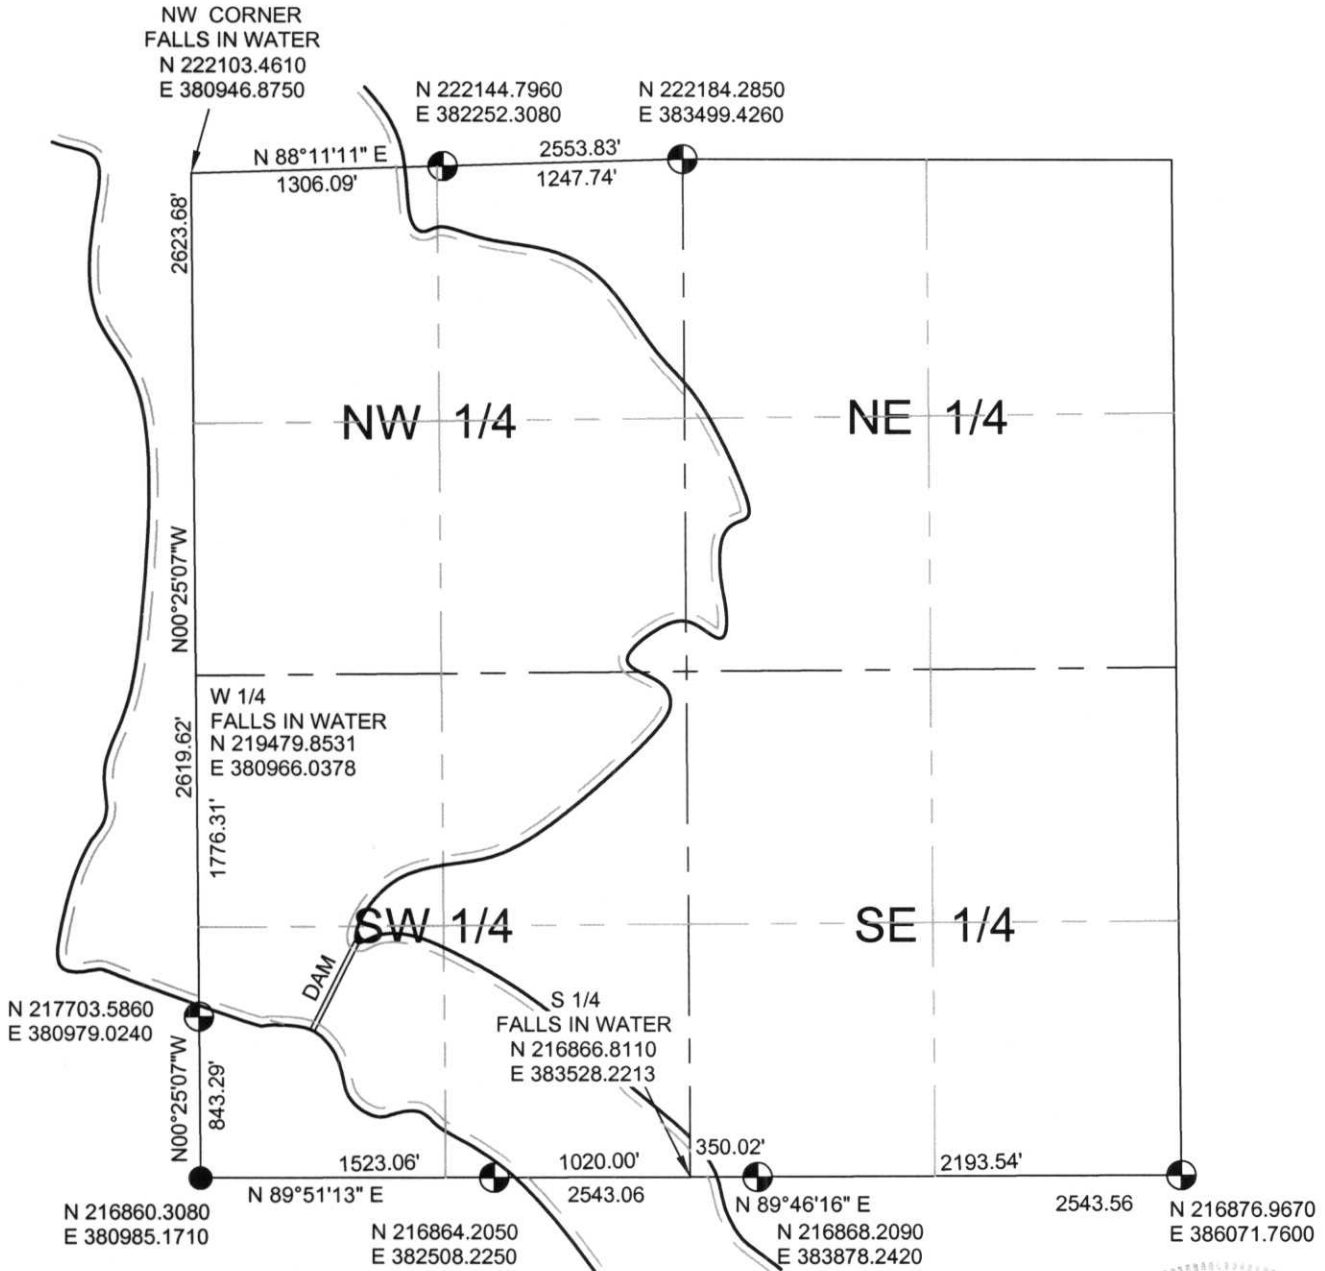 NW CORNER
FALLS IN WATER
N 222103.4610
E 380946.8750
N 222144.7960
E 382252.3080
N 222184.2850
E 383499.4260
N 88°11'11" E
2553.83'
1306.09'
1247.74'
2623.68'
NW 1/4
NE 1/4
N00°25'07"W
W 1/4
FALLS IN WATER
N 219479.8531
E 380966.0378
2619.62'
1776.31'
SW 1/4
SE 1/4
DAM
S 1/4
FALLS IN WATER
N 216866.8110
E 383528.2213
N 217703.5860
E 380979.0240
N00°25'07"W
843.29'
1523.06'
1020.00'
350.02'
2193.54'
N 89°51'13" E
2543.06
N 89°46'16" E
2543.56
N 216860.3080
E 380985.1710
N 216864.2050
E 382508.2250
N 216868.2090
E 383878.2420
N 216876.9670
E 386071.7600